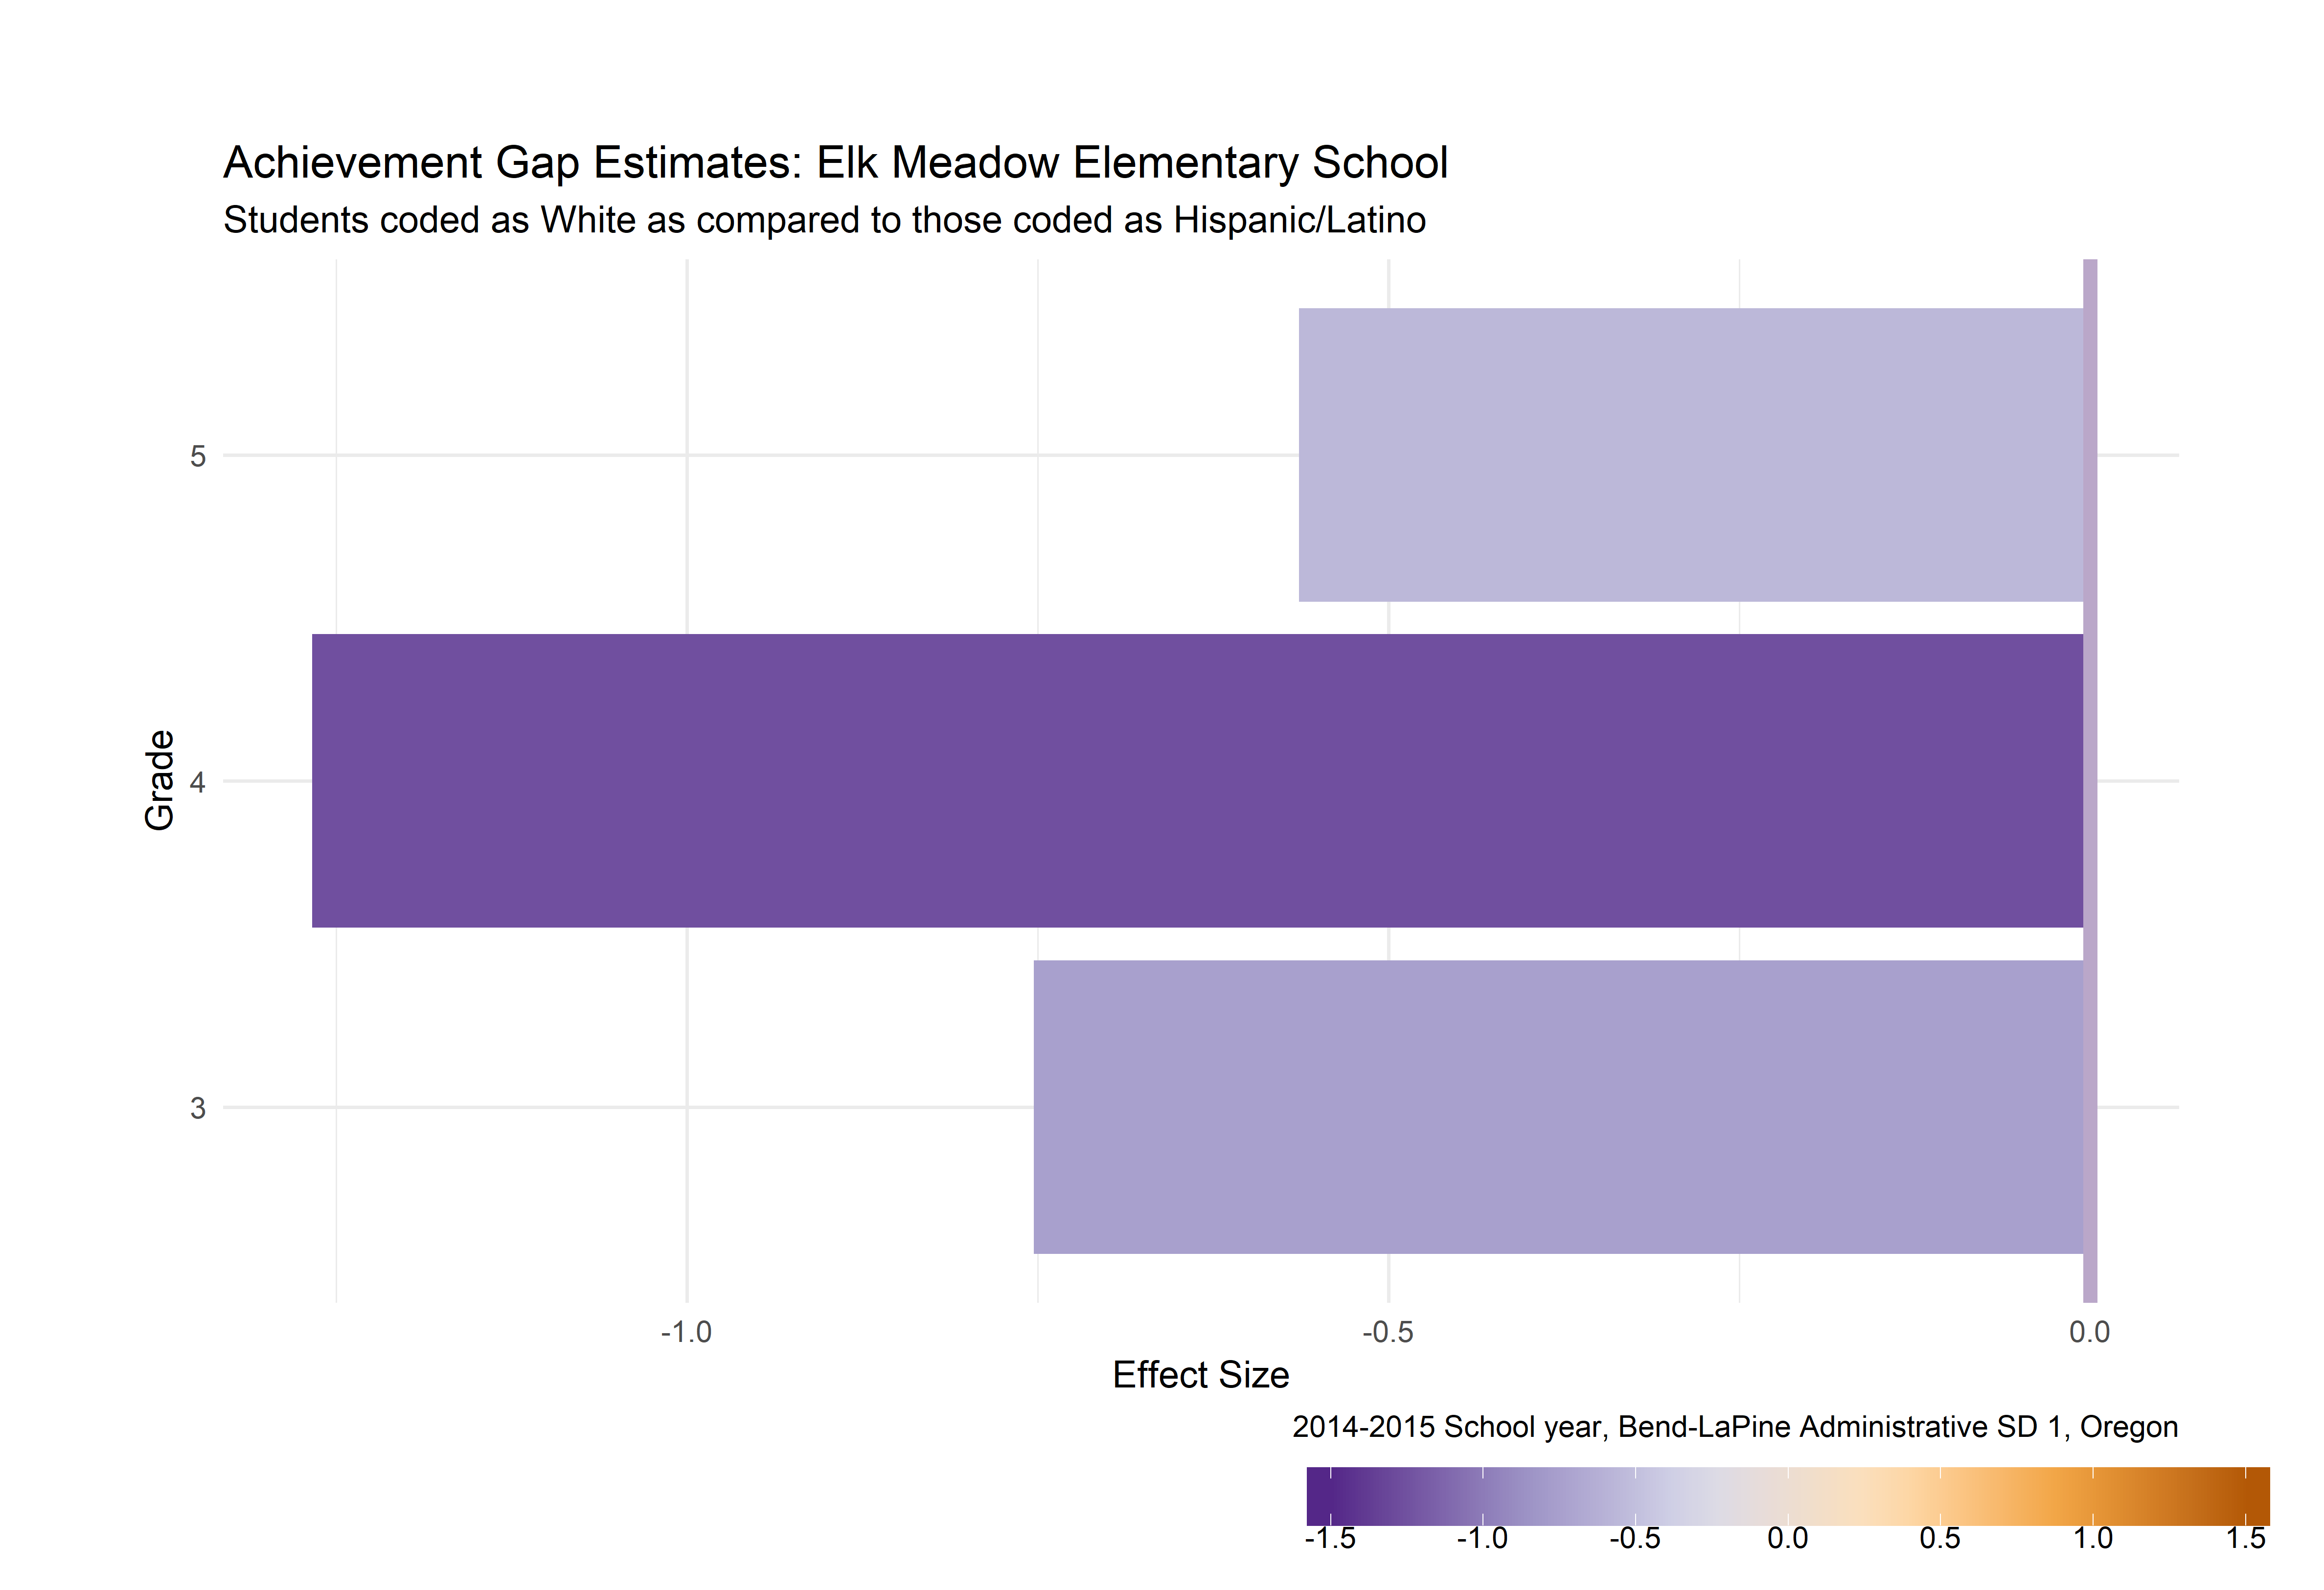 Achievement Gap Estimates: Elk Meadow Elementary School
Students coded as White as compared to those coded as Hispanic/Latino
5
4
3
Grade
-1.0 -0.5 0.0
Effect Size
2014-2015 School year, Bend-LaPine Administrative SD 1, Oregon
-1.5 -1.0 -0.5 0.0 0.5 1.0 1.5